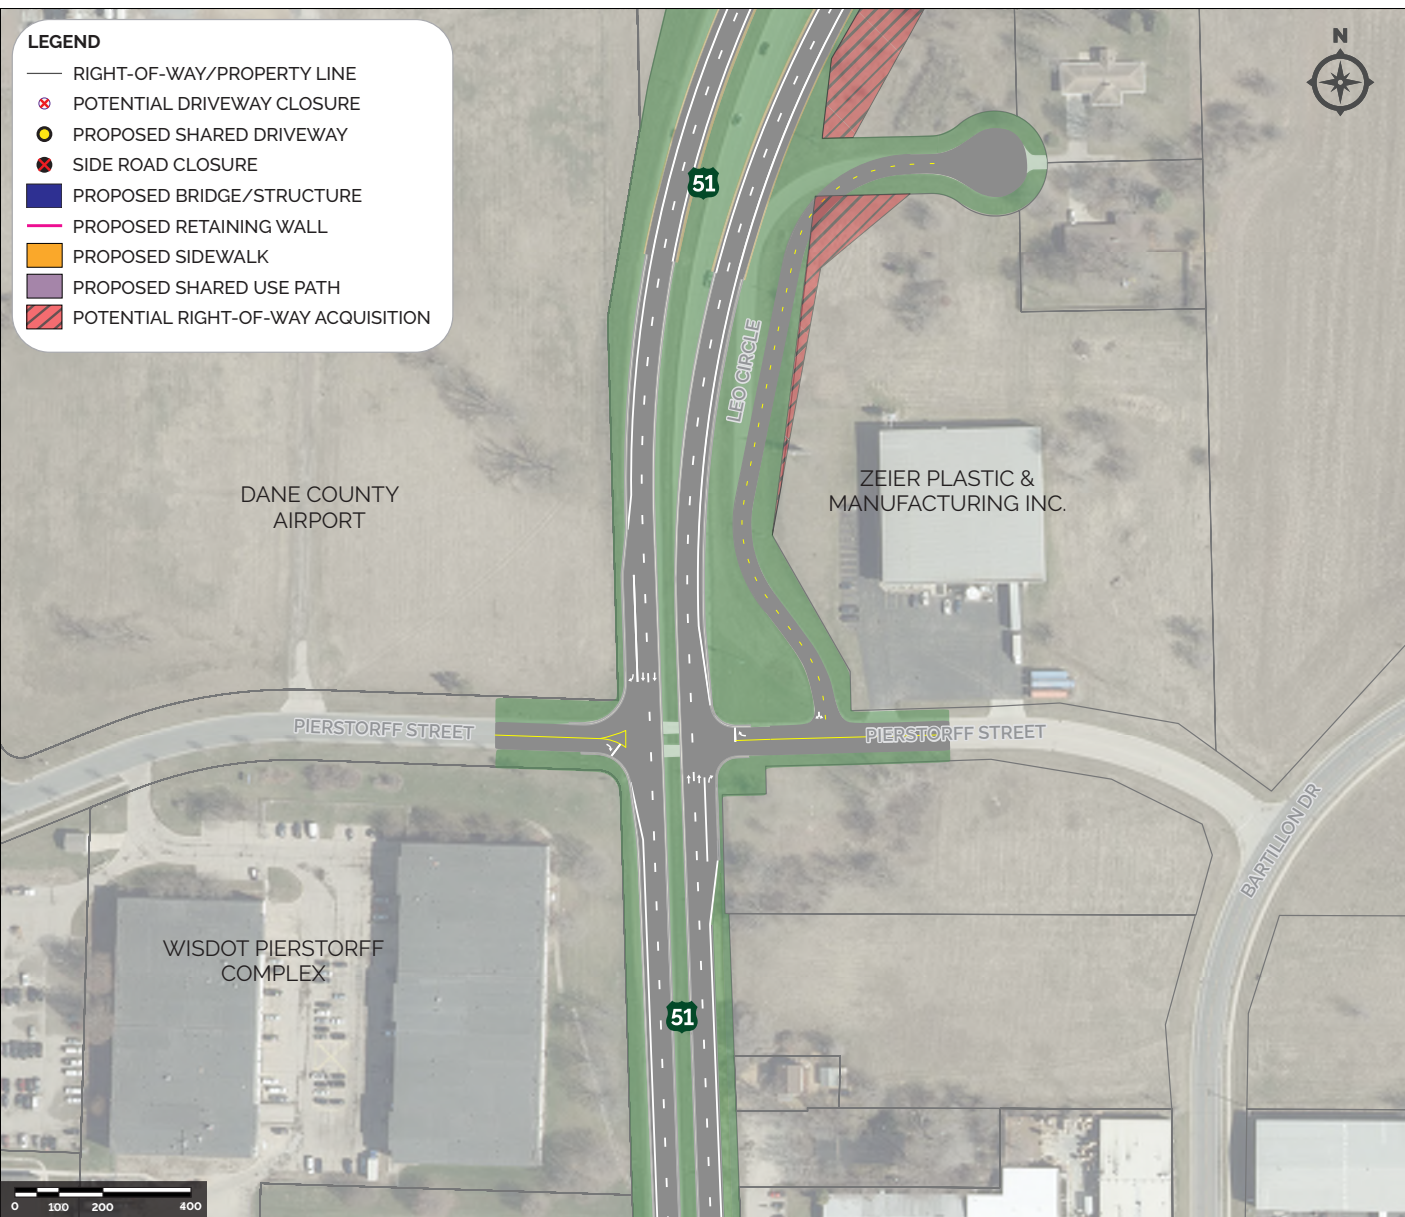 LEGEND
RIGHT-OF-WAY/PROPERTY LINE
POTENTIAL DRIVEWAY CLOSURE
PROPOSED SHARED DRIVEWAY
SIDE ROAD CLOSURE
PROPOSED BRIDGE/STRUCTURE
PROPOSED RETAINING WALL
PROPOSED SIDEWALK
PROPOSED SHARED USE PATH
POTENTIAL RIGHT-OF-WAY ACQUISITION
N
51
LEO CIRCLE
DANE COUNTY
AIRPORT
ZEIER PLASTIC &
MANUFACTURING INC.
PIERSTORFF STREET
PIERSTORFF STREET
BARTILLON DR
WISDOT PIERSTORFF
COMPLEX
51
0 100 200 400